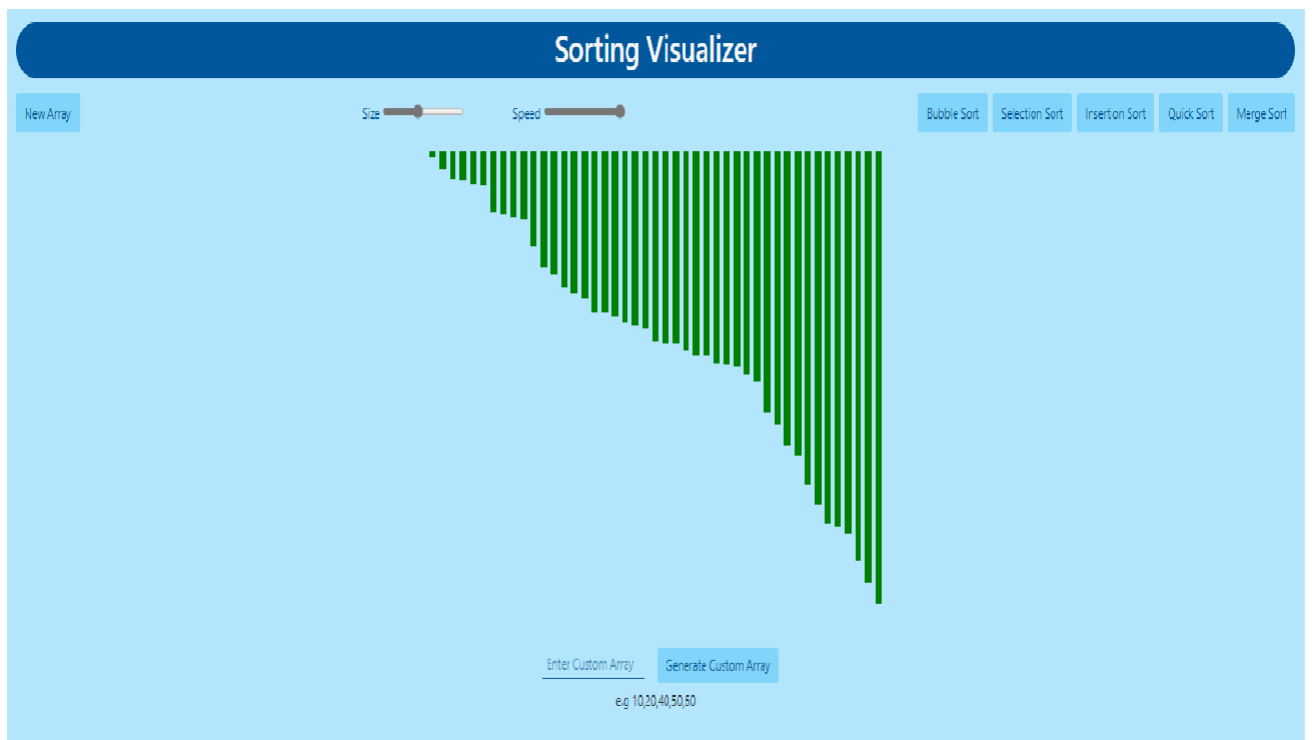 Sorting Visualizer
New Array
Size
Speed
Bubble Sort
Selection Sort
Insertion Sort
Quick Sort
Merge Sort
Enter Custom Array
Generate Custom Array
e.g 10,20,40,50,60